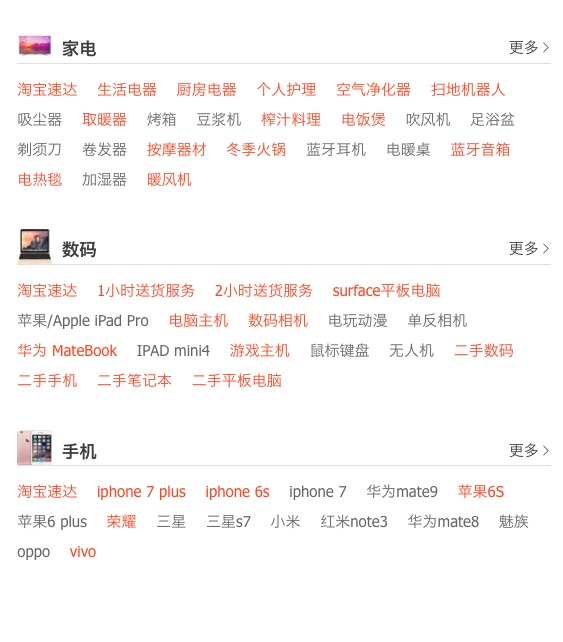 家电 更多
淘宝速达 生活电器 厨房电器 个人护理 空气净化器 扫地机器人
吸尘器 取暖器 烤箱 豆浆机 榨汁料理 电饭煲 吹风机 足浴盆
剃须刀 卷发器 按摩器材 冬季火锅 蓝牙耳机 电暖桌 蓝牙音箱
电热毯 加湿器 暖风机
数码 更多
淘宝速达 1小时送货服务 2小时送货服务 surface平板电脑
苹果/Apple iPad Pro 电脑主机 数码相机 电玩动漫 单反相机
华为 MateBook IPAD mini4 游戏主机 鼠标键盘 无人机 二手数码
二手手机 二手笔记本 二手平板电脑
手机 更多
淘宝速达 iphone 7 plus iphone 6s iphone 7 华为mate9 苹果6S
苹果6 plus 荣耀 三星 三星s7 小米 红米note3 华为mate8 魅族
oppo vivo